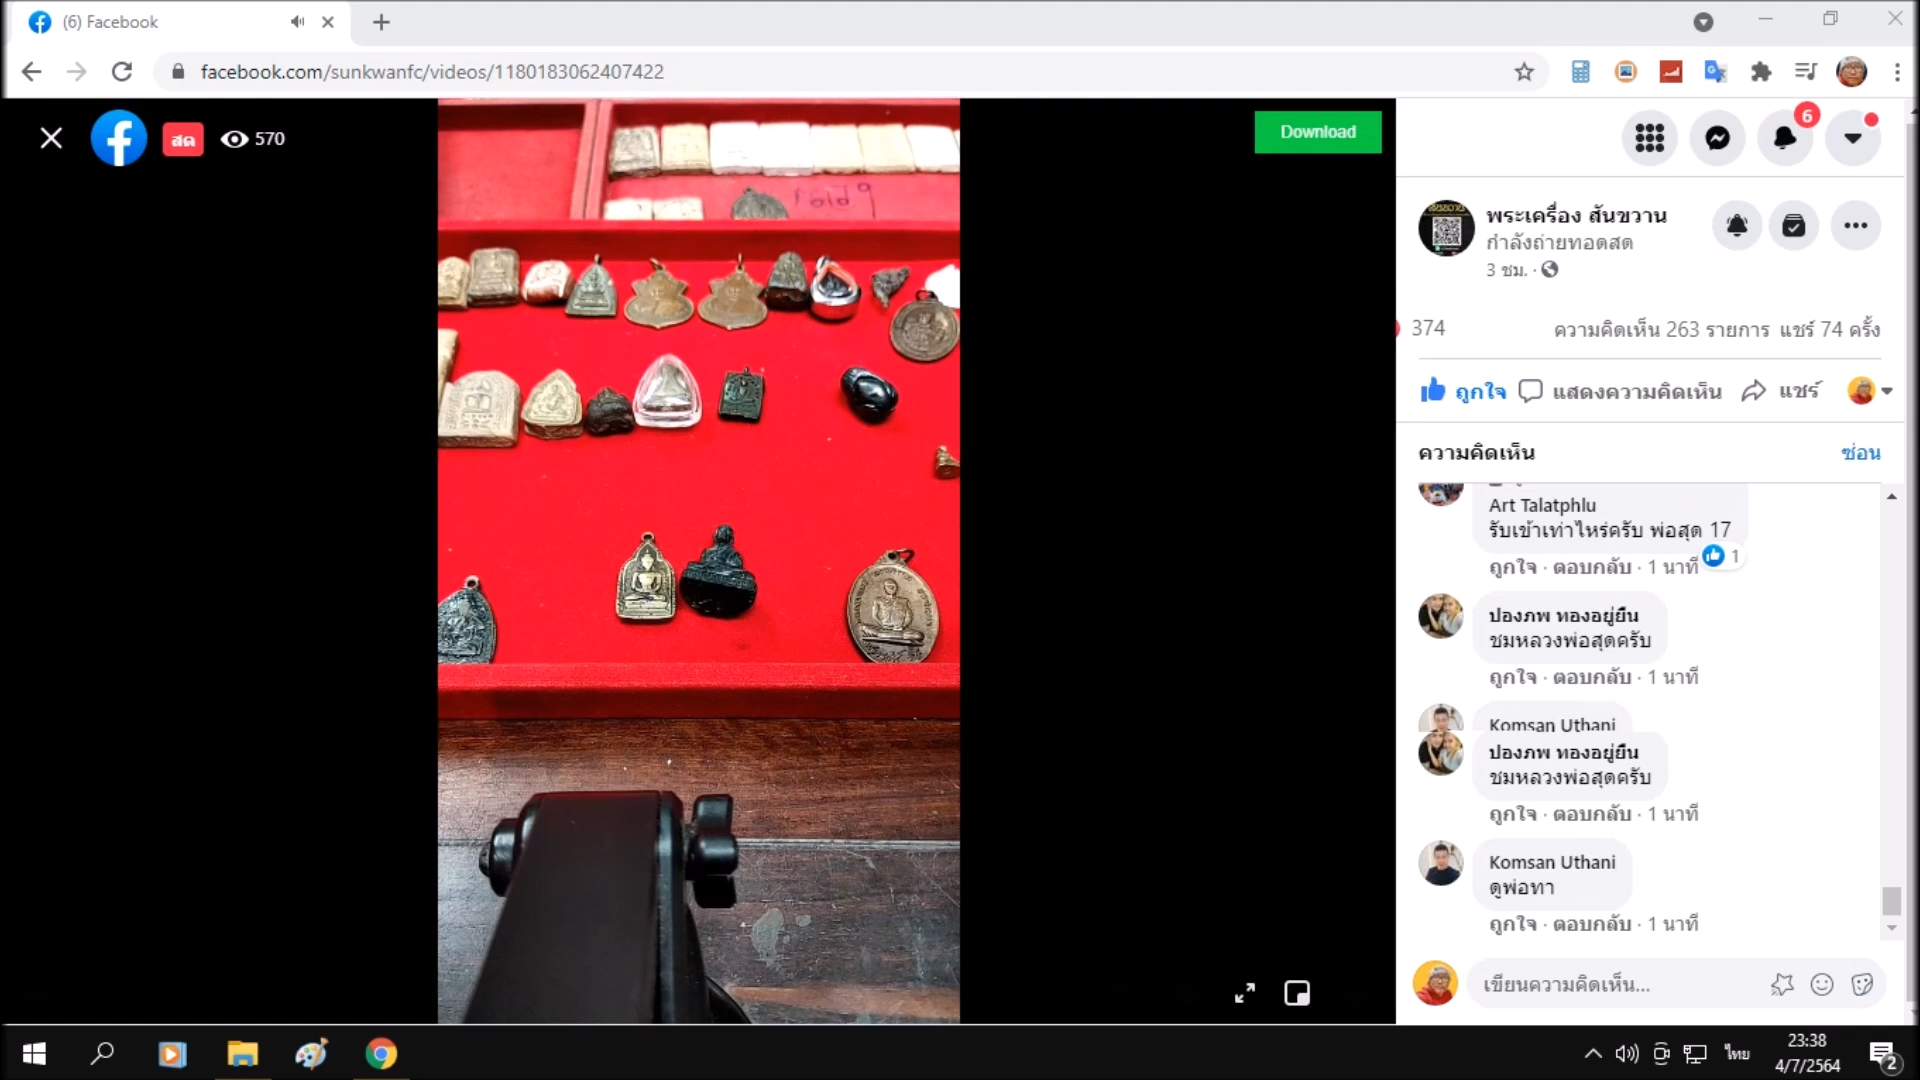 (6) Facebook
facebook.com/sunkwanfc/videos/1180183062407422
สด
570
Download
6
พระเครื่อง สันขวาน
กำลังถ่ายทอดสด
3 ชม.
374
ความคิดเห็น 263 รายการ แชร์ 74 ครั้ง
ถูกใจ
แสดงความคิดเห็น
แชร์
ความคิดเห็น
ซ่อน
Art Talatphlu
รับเข้าเท่าไหร่ครับ พ่อสุด 17
1
ถูกใจ · ตอบกลับ · 1 นาที
ปองภพ ทองอยู่ยืน
ชมหลวงพ่อสุดครับ
ถูกใจ · ตอบกลับ · 1 นาที
Komsan Uthani
ปองภพ ทองอยู่ยืน
ชมหลวงพ่อสุดครับ
ถูกใจ · ตอบกลับ · 1 นาที
Komsan Uthani
ดูพ่อทา
ถูกใจ · ตอบกลับ · 1 นาที
เขียนความคิดเห็น...
ไทย
23:38
4/7/2564
2